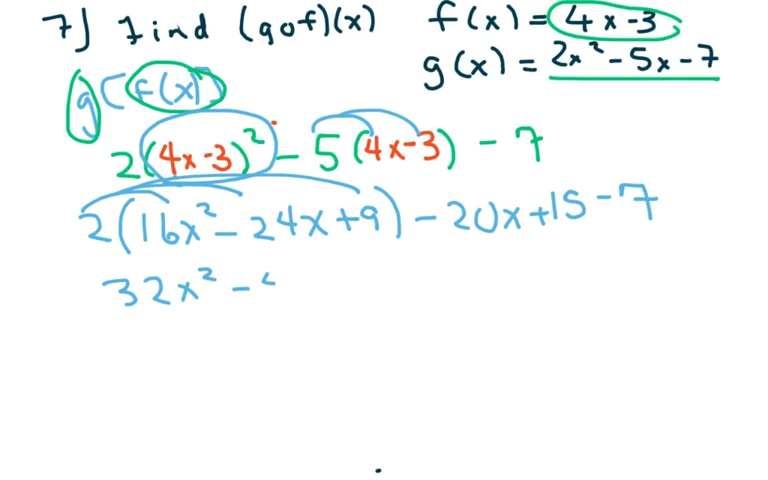 7) find (gof)(x) f(x) = 4x-3
g(x) = 2x² - 5x - 7
g(f(x))
2(4x-3)² - 5(4x-3) - 7
2(16x² - 24x + 9) - 20x + 15 - 7
32x² -